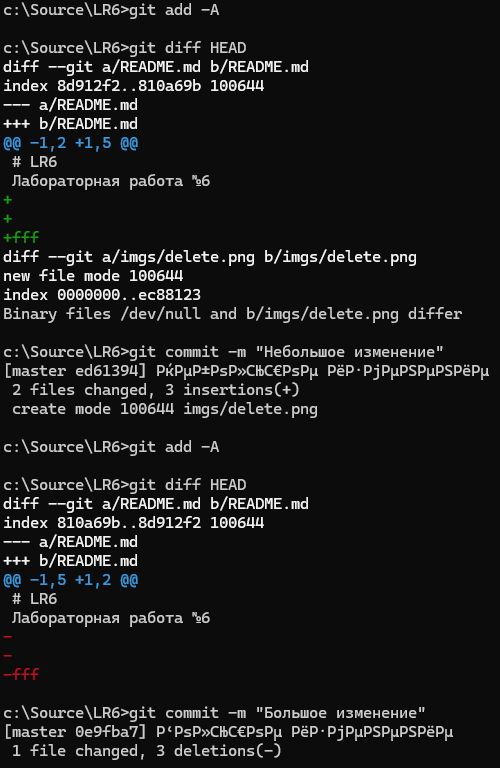 c:\Source\LR6>git add -A
c:\Source\LR6>git diff HEAD
diff --git a/README.md b/README.md
index 8d912f2..810a69b 100644
--- a/README.md
+++ b/README.md
@@ -1,2 +1,5 @@
 # LR6
 Лабораторная работа №6
+
+
+fff
diff --git a/imgs/delete.png b/imgs/delete.png
new file mode 100644
index 0000000..ec88123
Binary files /dev/null and b/imgs/delete.png differ
c:\Source\LR6>git commit -m "Небольшое изменение"
[master ed61394] РќРµР±РѕР»СЊС€РѕРµ РёР·РјРµРЅРµРЅРёРµ
 2 files changed, 3 insertions(+)
 create mode 100644 imgs/delete.png
c:\Source\LR6>git add -A
c:\Source\LR6>git diff HEAD
diff --git a/README.md b/README.md
index 810a69b..8d912f2 100644
--- a/README.md
+++ b/README.md
@@ -1,5 +1,2 @@
 # LR6
 Лабораторная работа №6
-
-
-fff
c:\Source\LR6>git commit -m "Большое изменение"
[master 0e9fba7] Р‘РѕР»СЊС€РѕРµ РёР·РјРµРЅРµРЅРёРµ
 1 file changed, 3 deletions(-)